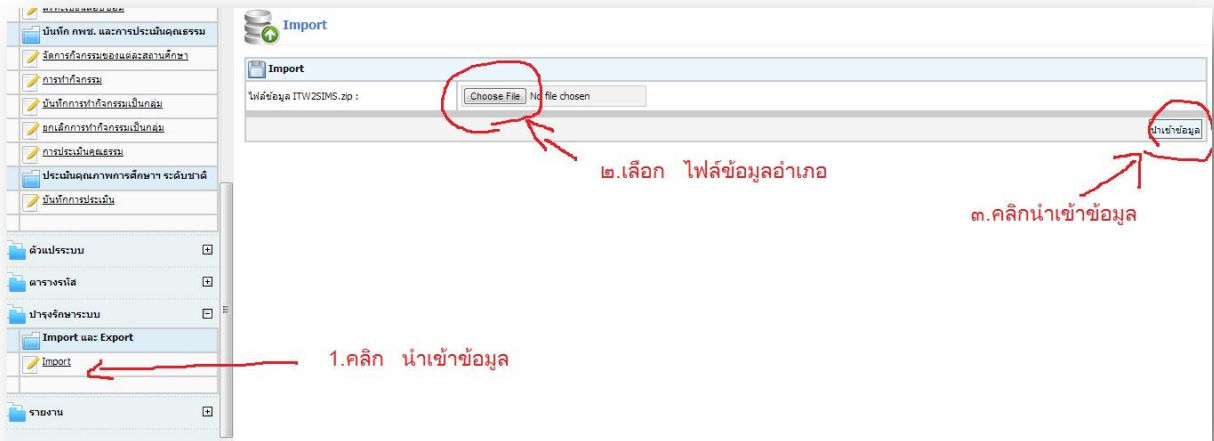 บันทึก กพช. และการประเมินคุณธรรม
จัดการกิจกรรมของแต่ละสถานศึกษา
การทำกิจกรรม
บันทึกการทำกิจกรรมเป็นกลุ่ม
ยกเลิกการทำกิจกรรมเป็นกลุ่ม
การประเมินคุณธรรม
ประเมินคุณภาพการศึกษาฯ ระดับชาติ
บันทึกการประเมิน
ตัวแปรระบบ
ตารางรหัส
บำรุงรักษาระบบ
Import และ Export
Import
รายงาน
Import
Import
ไฟล์ข้อมูล ITW2SIMS.zip :
Choose File No file chosen
นำเข้าข้อมูล
๒.เลือก ไฟล์ข้อมูลอำเภอ
๓.คลิกนำเข้าข้อมูล
1.คลิก นำเข้าข้อมูล